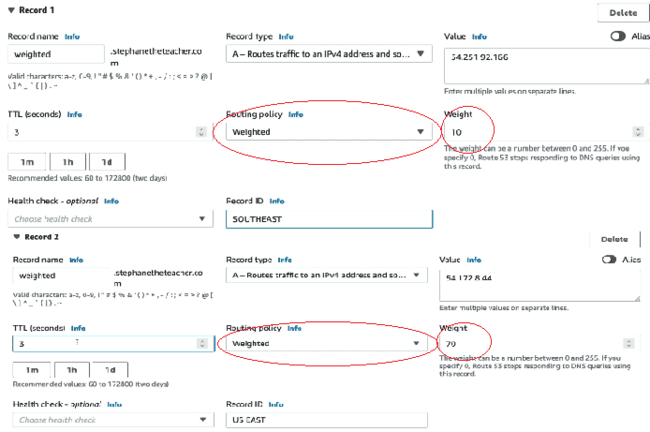 Record 1
Delete
Record name Info
weighted
.stephanetheteacher.co
m
Valid characters: a-z, 0-9, ! " # $ % & ' ( ) * + , - / : ; < = > ? @ [
\ ] ^ _ ` { | } . ~
Record type Info
A – Routes traffic to an IPv4 address and so...
Value Info
Alias
54.251.92.166
Enter multiple values on separate lines.
TTL (seconds) Info
3
1m 1h 1d
Recommended values: 60 to 172800 (two days)
Routing policy Info
Weighted
Weight
10
The weight can be a number between 0 and 255. If you
specify 0, Route 53 stops responding to DNS queries using
this record.
Health check - optional Info
Choose health check
Record ID Info
SOUTHEAST
Record 2
Delete
Record name Info
weighted
.stephanetheteacher.co
m
Valid characters: a-z, 0-9, ! " # $ % & ' ( ) * + , - / : ; < = > ? @ [
\ ] ^ _ ` { | } . ~
Record type Info
A – Routes traffic to an IPv4 address and so...
Value Info
Alias
54.172.8.44
Enter multiple values on separate lines.
TTL (seconds) Info
3
1m 1h 1d
Recommended values: 60 to 172800 (two days)
Routing policy Info
Weighted
Weight
70
The weight can be a number between 0 and 255. If you
specify 0, Route 53 stops responding to DNS queries using
this record.
Health check - optional Info
Choose health check
Record ID Info
US EAST